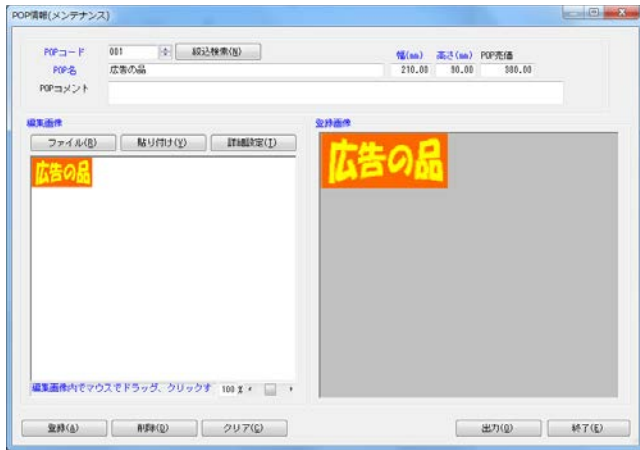 POP情報(メンテナンス)
POPコード 001 絞込検索(N) 幅(mm) 高さ(mm) POP売価
POP名 広告の品 210.00 90.00 980.00
POPコメント
編集画像 登録画像
ファイル(R) 貼り付け(V) 詳細設定(T)
広告の品 広告の品
編集画像内でマウスでドラッグ、クリックす 100 %
登録(A) 削除(D) クリア(C) 出力(O) 終了(E)